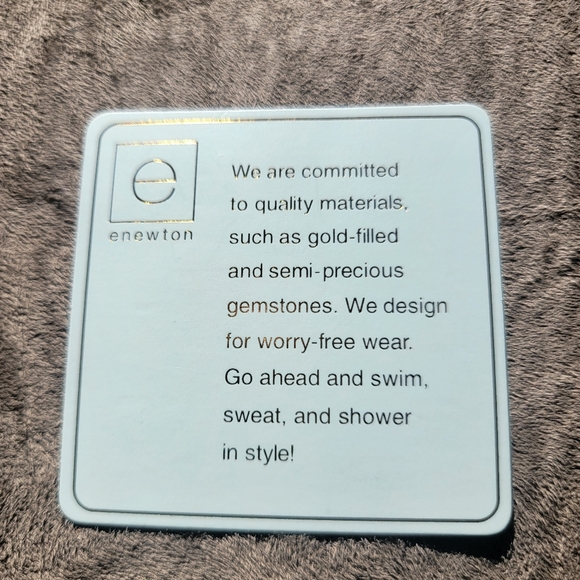 e
enewton
We are committed
to quality materials,
such as gold-filled
and semi-precious
gemstones. We design
for worry-free wear.
Go ahead and swim,
sweat, and shower
in style!